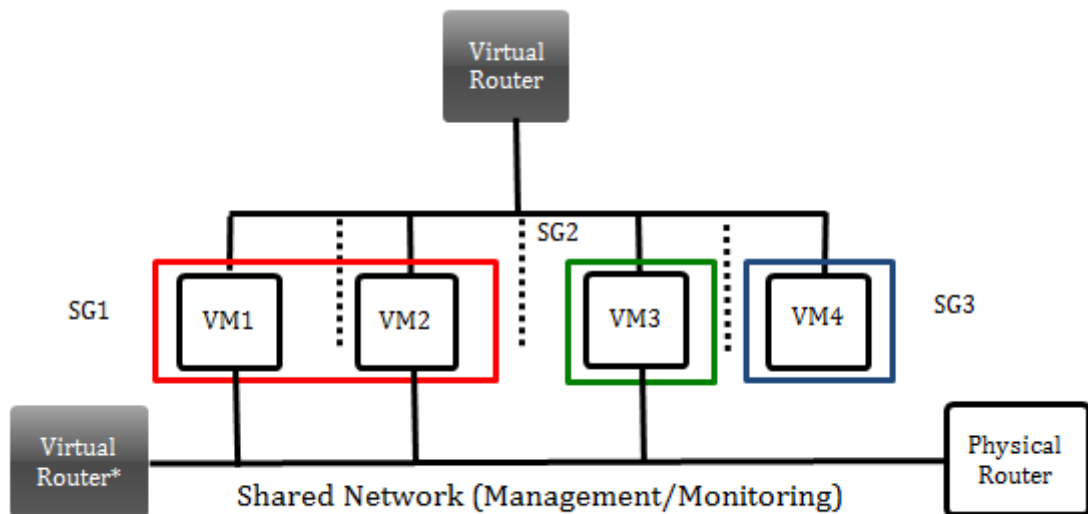 Virtual
Router
SG2
SG1
VM1
VM2
VM3
VM4
SG3
Virtual
Router*
Physical
Router
Shared Network (Management/Monitoring)